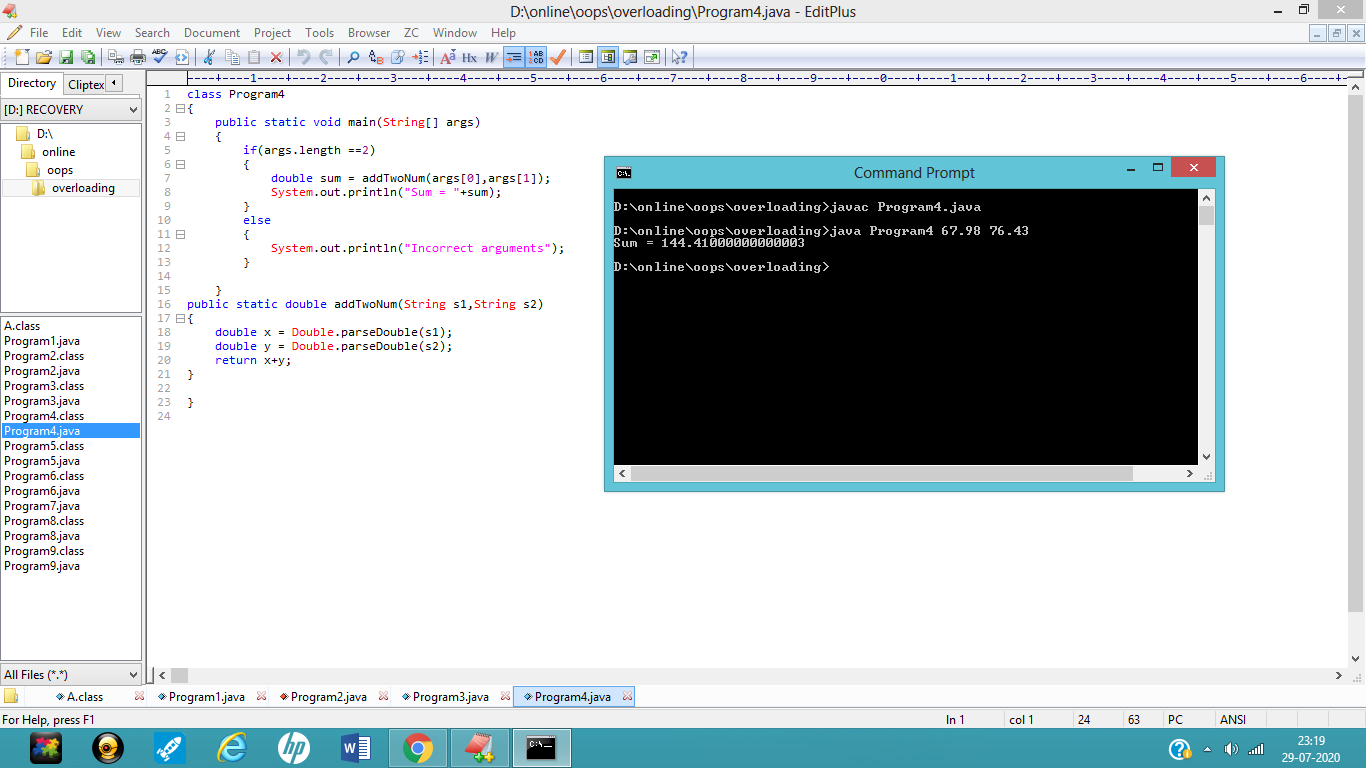 D:\online\oops\overloading\Program4.java - EditPlus
File Edit View Search Document Project Tools Browser ZC Window Help
Directory Cliptex
[D:] RECOVERY
D:\
online
oops
overloading
A.class
Program1.java
Program2.class
Program2.java
Program3.class
Program3.java
Program4.class
Program4.java
Program5.class
Program5.java
Program6.class
Program6.java
Program7.java
Program8.class
Program8.java
Program9.class
Program9.java
All Files (*.*)
----+----1----+----2----+----3----+----4----+----5----+----6----+----7----+----8----+----9----+----0----+----1----+----2----+----3----+----4----+----5----+----6----+--
1 class Program4
2 {
3     public static void main(String[] args)
4     {
5         if(args.length ==2)
6         {
7             double sum = addTwoNum(args[0],args[1]);
8             System.out.println("Sum = "+sum);
9         }
10         else
11         {
12             System.out.println("Incorrect arguments");
13         }
14
15     }
16 public static double addTwoNum(String s1,String s2)
17 {
18     double x = Double.parseDouble(s1);
19     double y = Double.parseDouble(s2);
20     return x+y;
21 }
22
23 }
24
Command Prompt
D:\online\oops\overloading>javac Program4.java
D:\online\oops\overloading>java Program4 67.98 76.43
Sum = 144.41000000000003
D:\online\oops\overloading>
A.class Program1.java Program2.java Program3.java Program4.java
For Help, press F1 ln 1 col 1 24 63 PC ANSI
23:19
29-07-2020